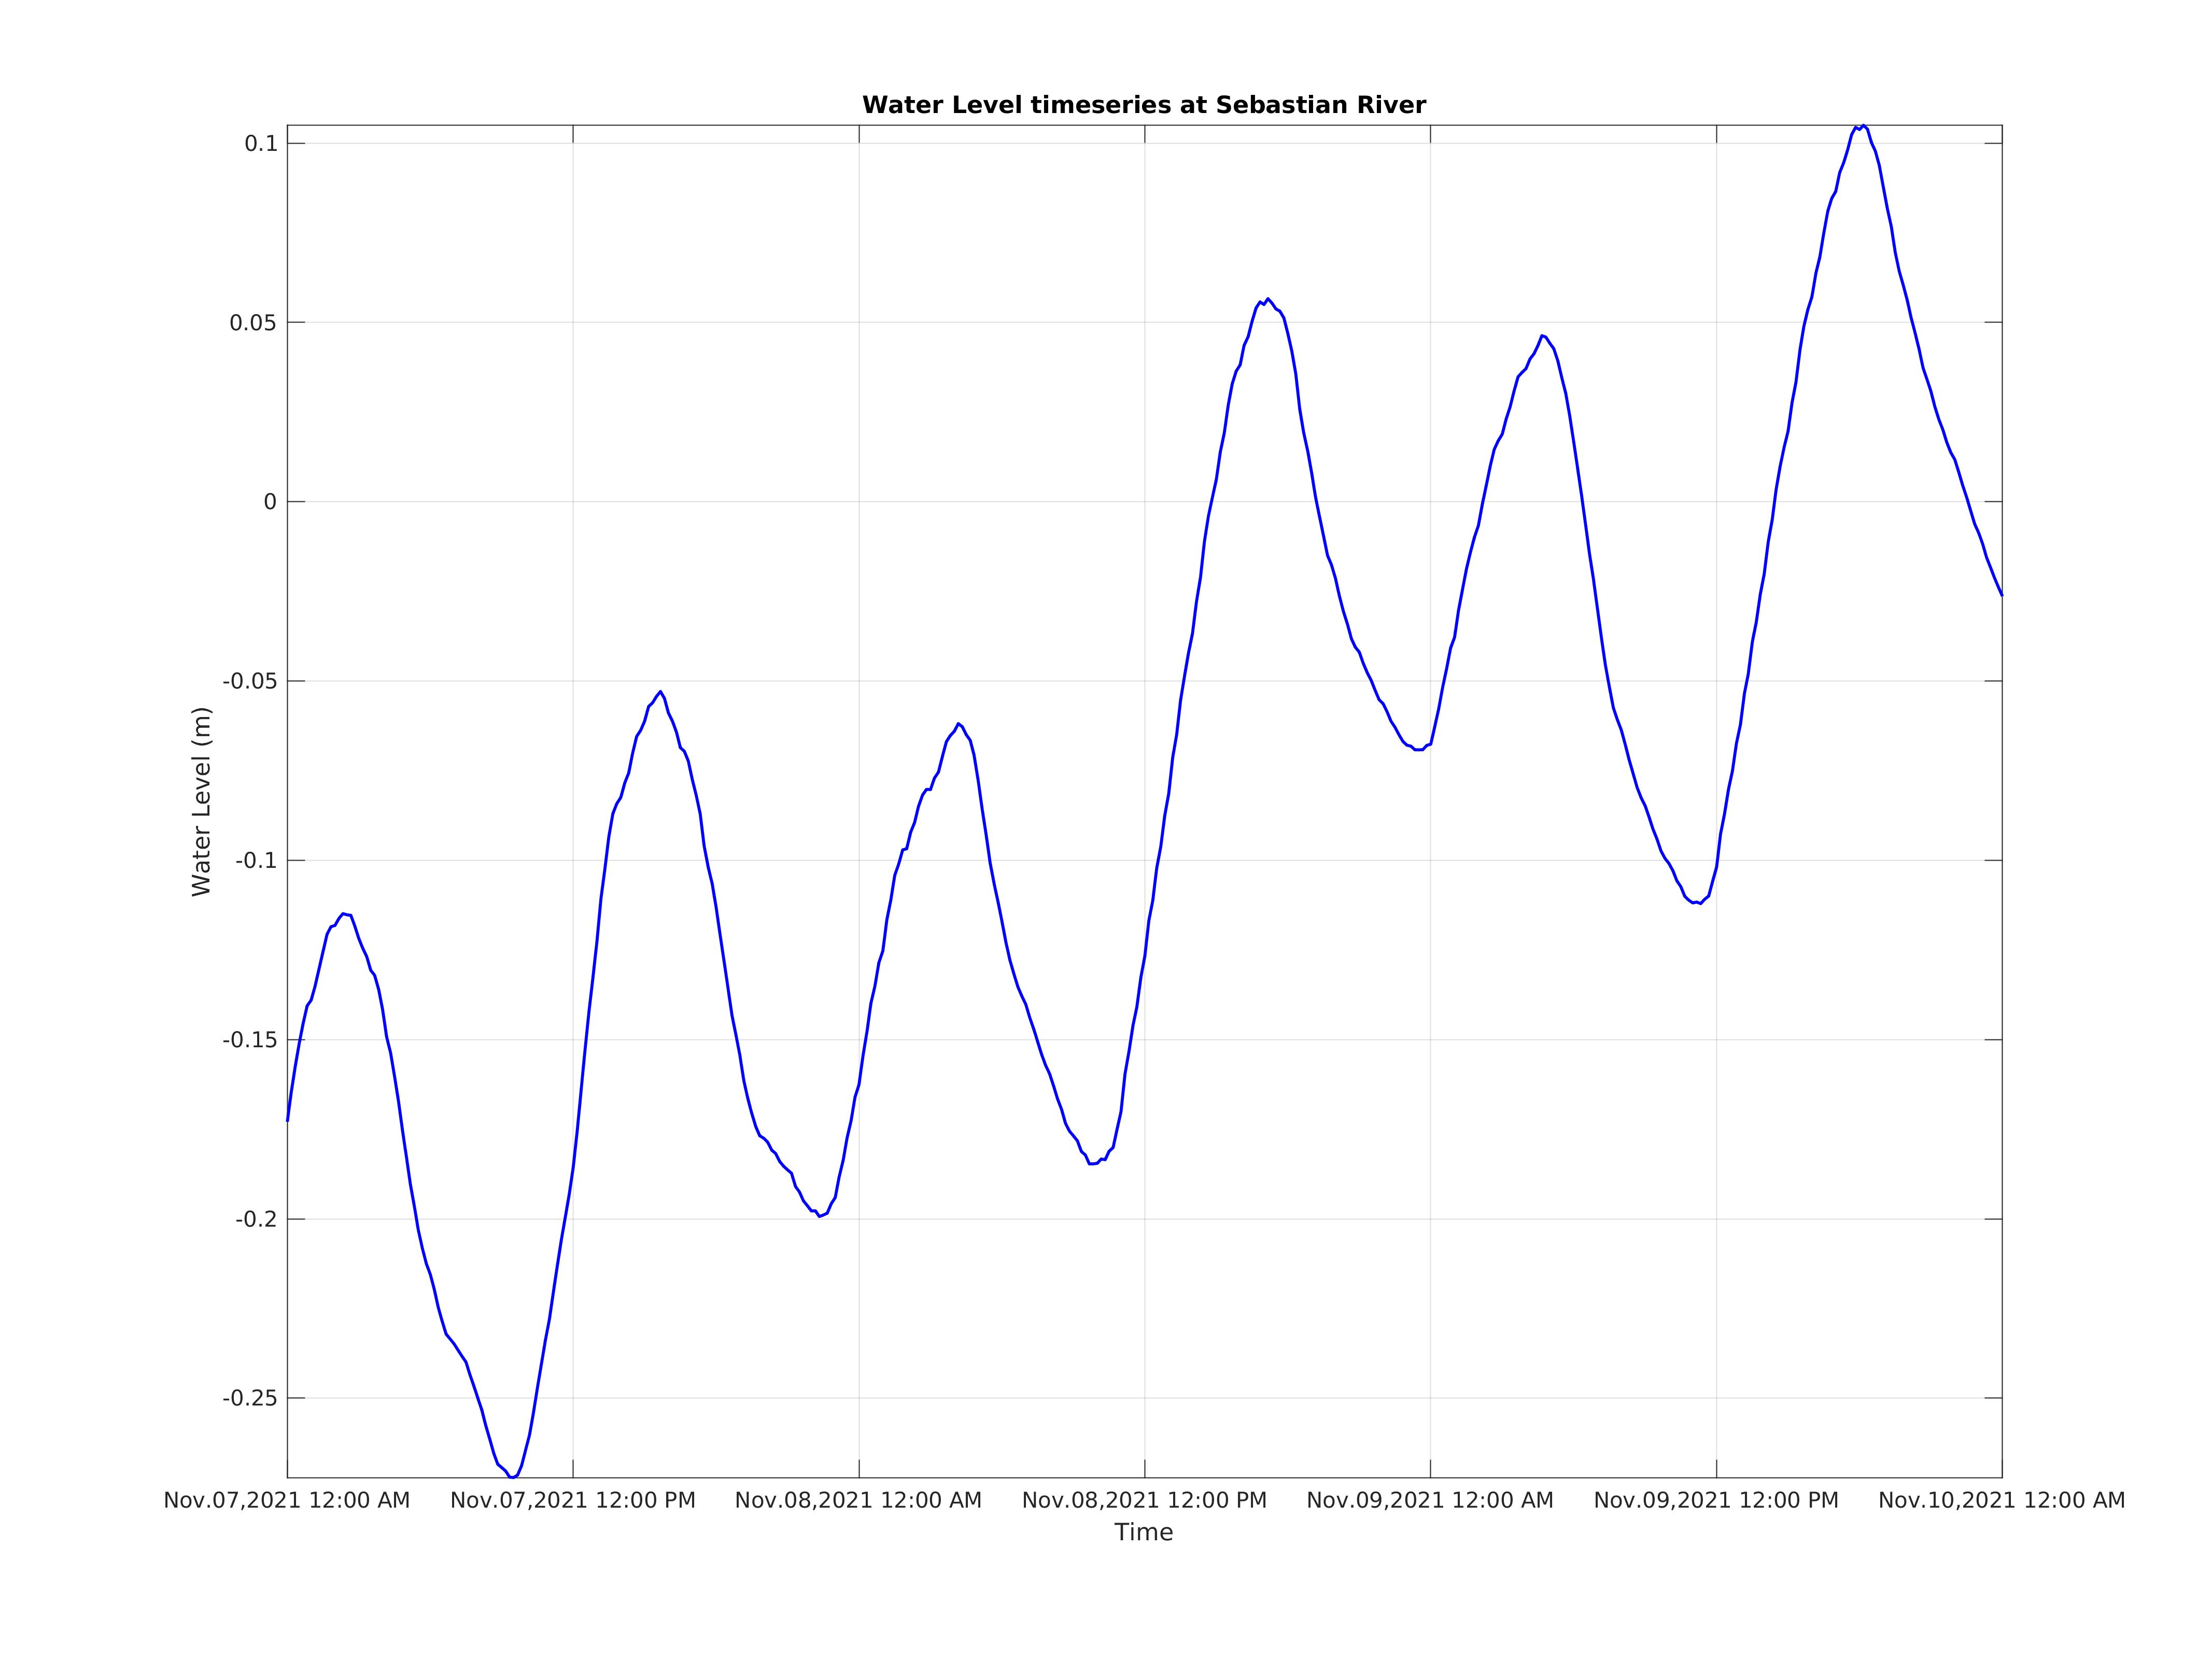 Water Level timeseries at Sebastian River
0.1
0.05
0
-0.05
-0.1
-0.15
-0.2
-0.25
Water Level (m)
Nov.07,2021 12:00 AM Nov.07,2021 12:00 PM Nov.08,2021 12:00 AM Nov.08,2021 12:00 PM Nov.09,2021 12:00 AM Nov.09,2021 12:00 PM Nov.10,2021 12:00 AM
Time